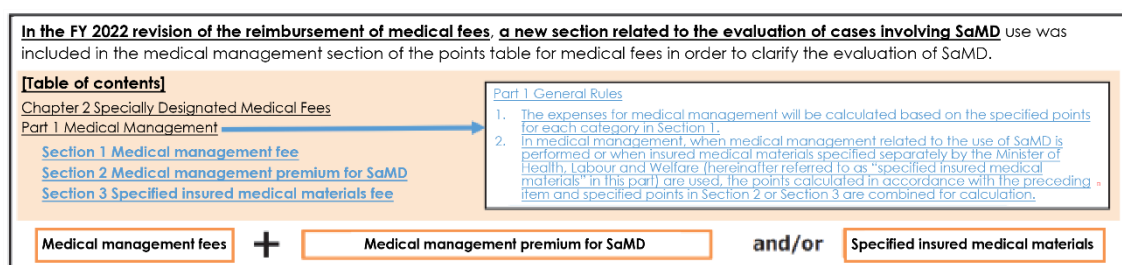 In the FY 2022 revision of the reimbursement of medical fees, a new section related to the evaluation of cases involving SaMD use was
included in the medical management section of the points table for medical fees in order to clarify the evaluation of SaMD.
[Table of contents]
Chapter 2 Specially Designated Medical Fees
Part 1 Medical Management
Section 1 Medical management fee
Section 2 Medical management premium for SaMD
Section 3 Specified insured medical materials fee
Part 1 General Rules
1. The expenses for medical management will be calculated based on the specified points
for each category in Section 1.
2. In medical management, when medical management related to the use of SaMD is
performed or when insured medical materials specified separately by the Minister of
Health, Labour and Welfare (hereinafter referred to as "specified insured medical
materials" in this part) are used, the points calculated in accordance with the preceding
item and specified points in Section 2 or Section 3 are combined for calculation.
Medical management fees + Medical management premium for SaMD and/or Specified insured medical materials